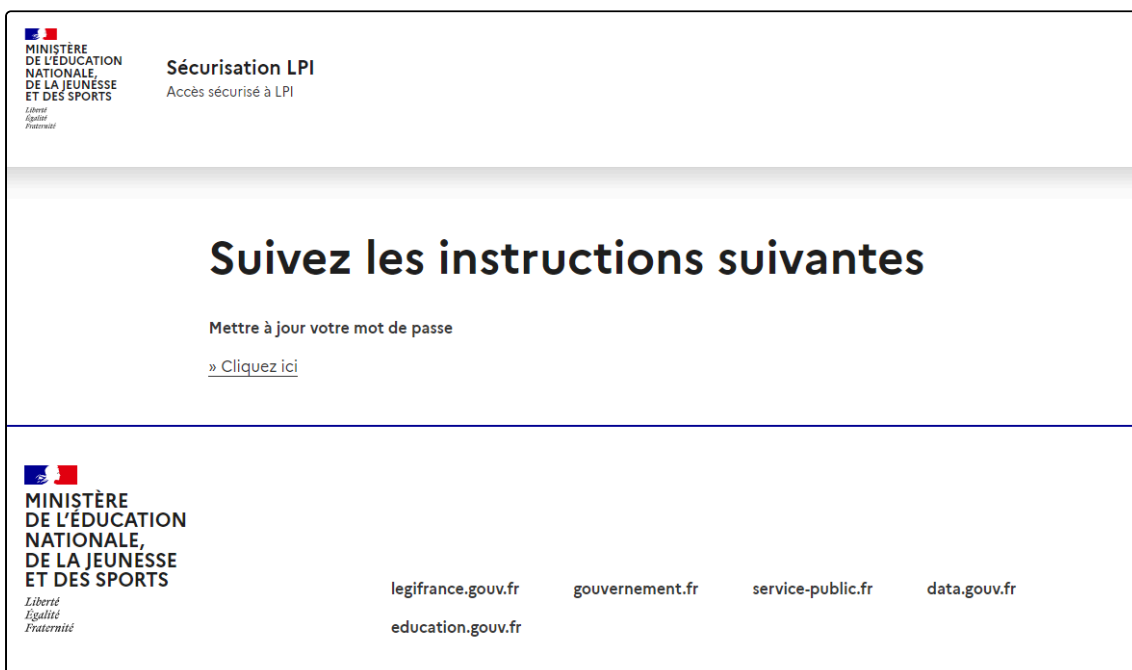 MINISTÈRE
DE L'ÉDUCATION
NATIONALE,
DE LA JEUNESSE
ET DES SPORTS
Liberté
Égalité
Fraternité
Sécurisation LPI
Accès sécurisé à LPI
Suivez les instructions suivantes
Mettre à jour votre mot de passe
» Cliquez ici
MINISTÈRE
DE L'ÉDUCATION
NATIONALE,
DE LA JEUNESSE
ET DES SPORTS
Liberté
Égalité
Fraternité
legifrance.gouv.fr gouvernement.fr service-public.fr data.gouv.fr
education.gouv.fr